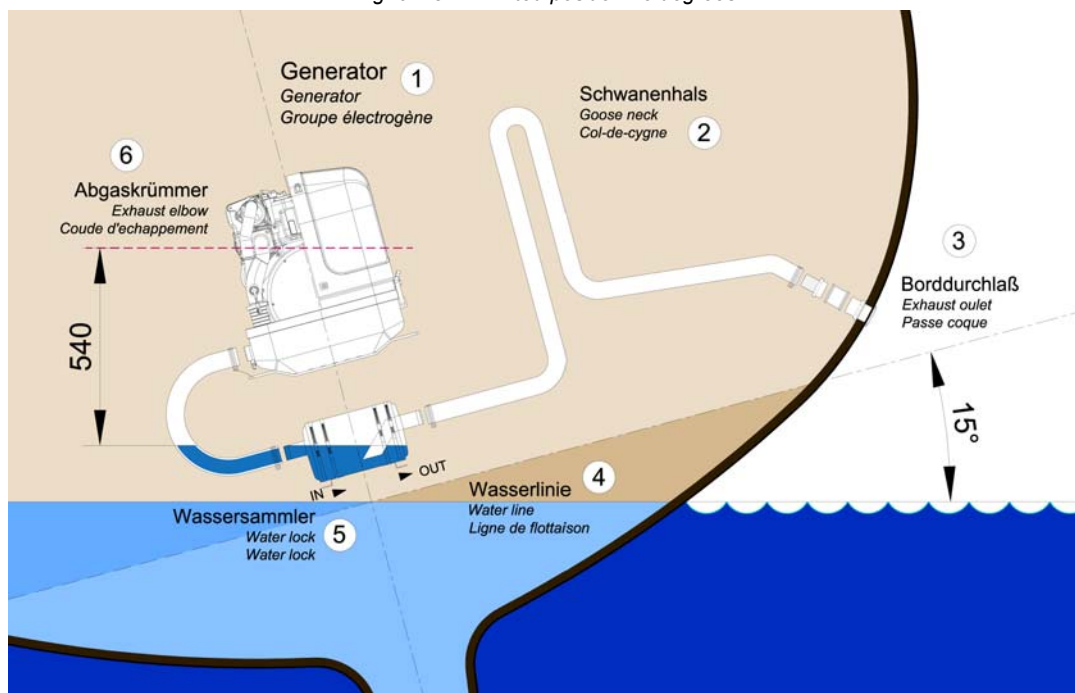 position
Generator
1
Generator
Groupe électrogène
Schwanenhals
Goose neck
Col-de-cygne
2
6
Abgaskrümmer
Exhaust elbow
Coude d'echappement
3
Borddurchlaß
Exhaust oulet
Passe coque
540
15°
IN
OUT
Wasserlinie
4
Water line
Ligne de flottaison
Wassersammler
5
Water lock
Water lock